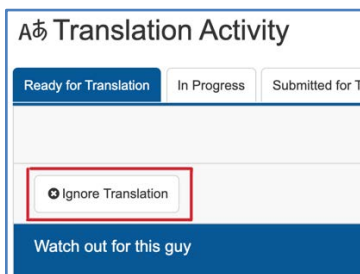 Aあ Translation Activity
Ready for Translation In Progress Submitted for
Ignore Translation
Watch out for this guy